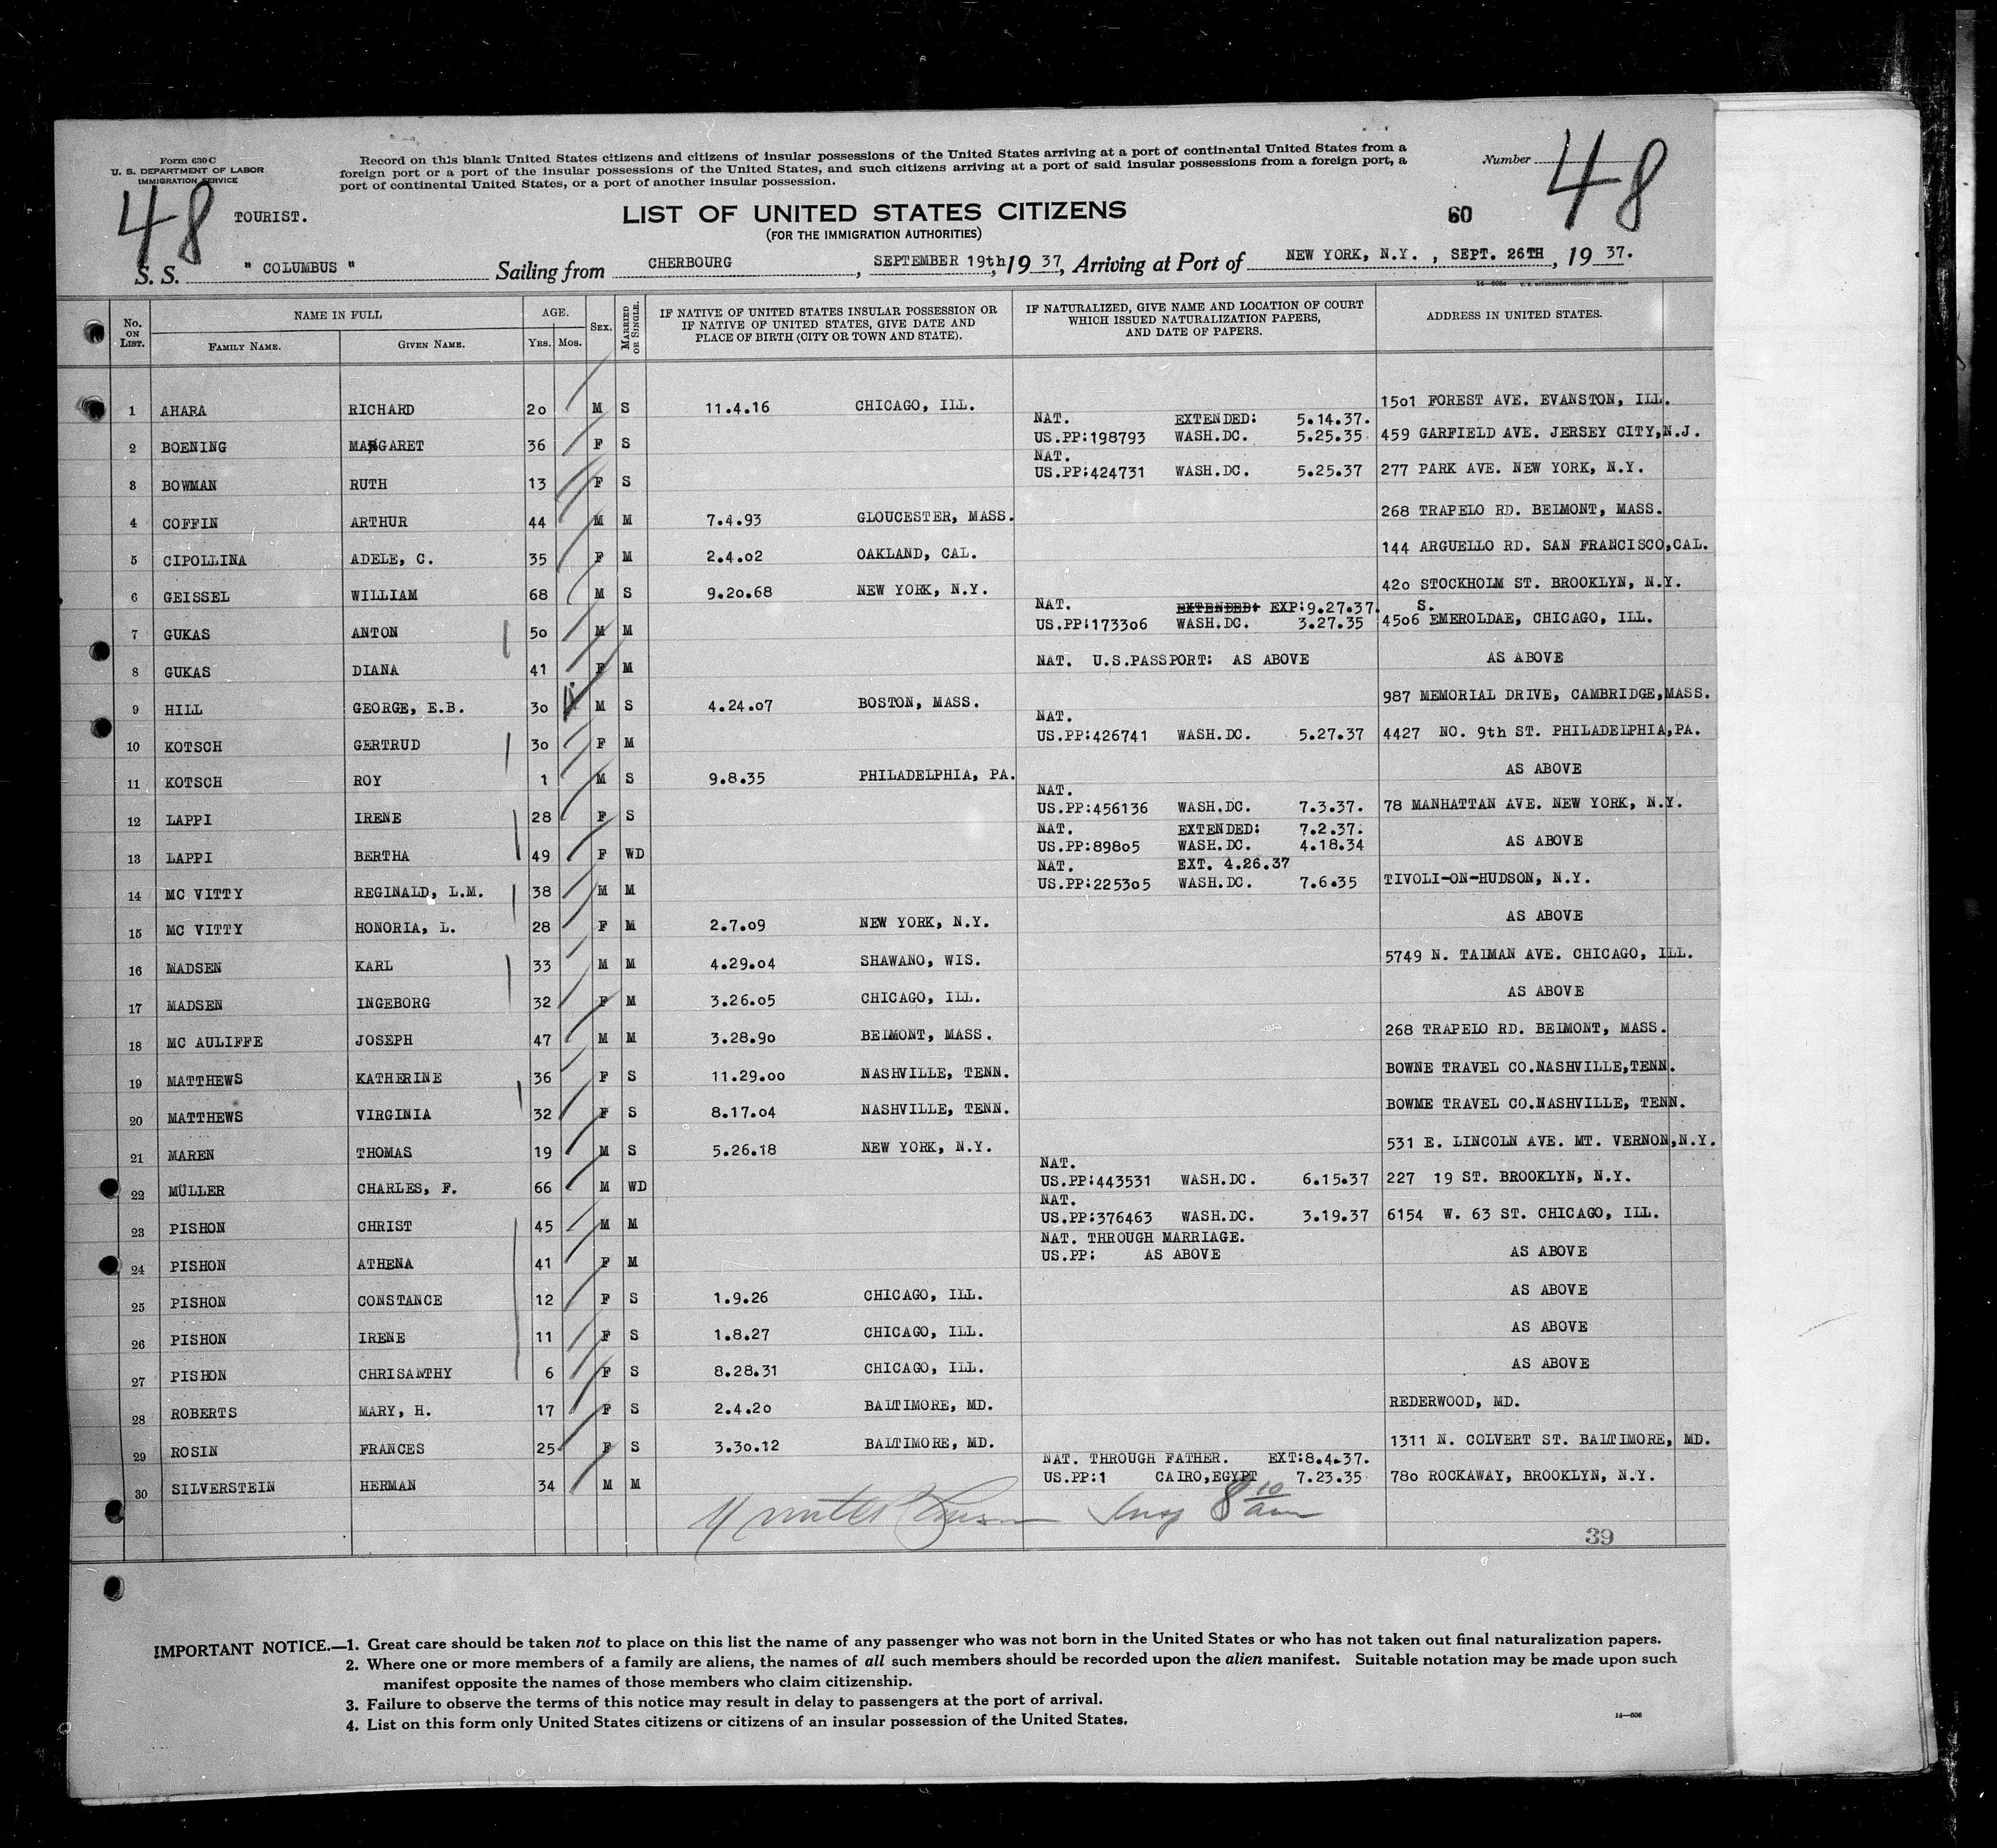 Form 630 C
U. S. DEPARTMENT OF LABOR
IMMIGRATION SERVICE
Record on this blank United States citizens and citizens of insular possessions of the United States arriving at a port of continental United States from a
foreign port or a port of the insular possessions of the United States, and such citizens arriving at a port of said insular possessions from a foreign port, a
port of continental United States, or a port of another insular possession.
Number
48
48
TOURIST.
LIST OF UNITED STATES CITIZENS
60
(FOR THE IMMIGRATION AUTHORITIES)
S. S. " COLUMBUS " Sailing from CHERBOURG, SEPTEMBER 19th, 19 37, Arriving at Port of NEW YORK, N.Y. , SEPT. 26TH, 19 37.
No. ON LIST. NAME IN FULL FAMILY NAME. GIVEN NAME. AGE. YRS. MOS. SEX. MARRIED OR SINGLE. IF NATIVE OF UNITED STATES INSULAR POSSESSION OR IF NATIVE OF UNITED STATES, GIVE DATE AND PLACE OF BIRTH (CITY OR TOWN AND STATE). IF NATURALIZED, GIVE NAME AND LOCATION OF COURT WHICH ISSUED NATURALIZATION PAPERS, AND DATE OF PAPERS. ADDRESS IN UNITED STATES.
1 AHARA RICHARD 20 M S 11.4.16 CHICAGO, ILL. 1501 FOREST AVE. EVANSTON, ILL.
NAT. EXTENDED: 5.14.37.
2 BOENING MARGARET 36 F S US.PP:198793 WASH.DC. 5.25.35 459 GARFIELD AVE. JERSEY CITY,N.J.
NAT.
3 BOWMAN RUTH 13 F S US.PP:424731 WASH.DC. 5.25.37 277 PARK AVE. NEW YORK, N.Y.
4 COFFIN ARTHUR 44 M M 7.4.93 GLOUCESTER, MASS. 268 TRAPELO RD. BELMONT, MASS.
5 CIPOLLINA ADELE, C. 35 F M 2.4.02 OAKLAND, CAL. 144 ARGUELLO RD. SAN FRANCISCO,CAL.
6 GEISSEL WILLIAM 68 M S 9.20.68 NEW YORK, N.Y. 420 STOCKHOLM ST. BROOKLYN, N.Y.
NAT. EXTENDED: EXP:9.27.37. S.
7 GUKAS ANTON 50 M M US.PP:173306 WASH.DC. 3.27.35 4506 EMEROLDAE, CHICAGO, ILL.
8 GUKAS DIANA 41 F M NAT. U.S.PASSPORT: AS ABOVE AS ABOVE
9 HILL GEORGE, E.B. 30 M S 4.24.07 BOSTON, MASS. 987 MEMORIAL DRIVE, CAMBRIDGE,MASS.
NAT.
10 KOTSCH GERTRUD 30 F M US.PP:426741 WASH.DC. 5.27.37 4427 NO. 9th ST. PHILADELPHIA,PA.
11 KOTSCH ROY 1 M S 9.8.35 PHILADELPHIA, PA. AS ABOVE
NAT.
12 LAPPI IRENE 28 F S US.PP:456136 WASH.DC. 7.3.37. 78 MANHATTAN AVE. NEW YORK, N.Y.
NAT. EXTENDED: 7.2.37.
13 LAPPI BERTHA 49 F WD US.PP:89805 WASH.DC. 4.18.34 AS ABOVE
NAT. EXT. 4.26.37
14 MC VITTY REGINALD, L.M. 38 M M US.PP:225305 WASH.DC. 7.6.35 TIVOLI-ON-HUDSON, N.Y.
15 MC VITTY HONORIA, L. 28 F M 2.7.09 NEW YORK, N.Y. AS ABOVE
16 MADSEN KARL 33 M M 4.29.04 SHAWANO, WIS. 5749 N. TAIMAN AVE. CHICAGO, ILL.
17 MADSEN INGEBORG 32 F M 3.26.05 CHICAGO, ILL. AS ABOVE
18 MC AULIFFE JOSEPH 47 M M 3.28.90 BELMONT, MASS. 268 TRAPELO RD. BELMONT, MASS.
19 MATTHEWS KATHERINE 36 F S 11.29.00 NASHVILLE, TENN. BOWNE TRAVEL CO.NASHVILLE,TENN.
20 MATTHEWS VIRGINIA 32 F S 8.17.04 NASHVILLE, TENN. BOWME TRAVEL CO.NASHVILLE, TENN.
21 MAREN THOMAS 19 M S 5.26.18 NEW YORK, N.Y. 531 E. LINCOLN AVE. MT. VERNON,N.Y.
NAT.
22 MÜLLER CHARLES, F. 66 M WD US.PP:443531 WASH.DC. 6.15.37 227 19 ST. BROOKLYN, N.Y.
NAT.
23 PISHON CHRIST 45 M M US.PP:376463 WASH.DC. 3.19.37 6154 W. 63 ST. CHICAGO, ILL.
NAT. THROUGH MARRIAGE.
24 PISHON ATHENA 41 F M US.PP: AS ABOVE AS ABOVE
25 PISHON CONSTANCE 12 F S 1.9.26 CHICAGO, ILL. AS ABOVE
26 PISHON IRENE 11 F S 1.8.27 CHICAGO, ILL. AS ABOVE
27 PISHON CHRISANTHY 6 F S 8.28.31 CHICAGO, ILL. AS ABOVE
28 ROBERTS MARY, H. 17 F S 2.4.20 BALTIMORE, MD. REDERWOOD, MD.
29 ROSIN FRANCES 25 F S 3.30.12 BALTIMORE, MD. 1311 N. COLVERT ST. BALTIMORE, MD.
NAT. THROUGH FATHER. EXT:8.4.37.
30 SILVERSTEIN HERMAN 34 M M US.PP:1 CAIRO,EGYPT 7.23.35 780 ROCKAWAY, BROOKLYN, N.Y.
Insp 8 10 am
39
IMPORTANT NOTICE.—1. Great care should be taken not to place on this list the name of any passenger who was not born in the United States or who has not taken out final naturalization papers.
2. Where one or more members of a family are aliens, the names of all such members should be recorded upon the alien manifest. Suitable notation may be made upon such
manifest opposite the names of those members who claim citizenship.
3. Failure to observe the terms of this notice may result in delay to passengers at the port of arrival.
4. List on this form only United States citizens or citizens of an insular possession of the United States.
14—606